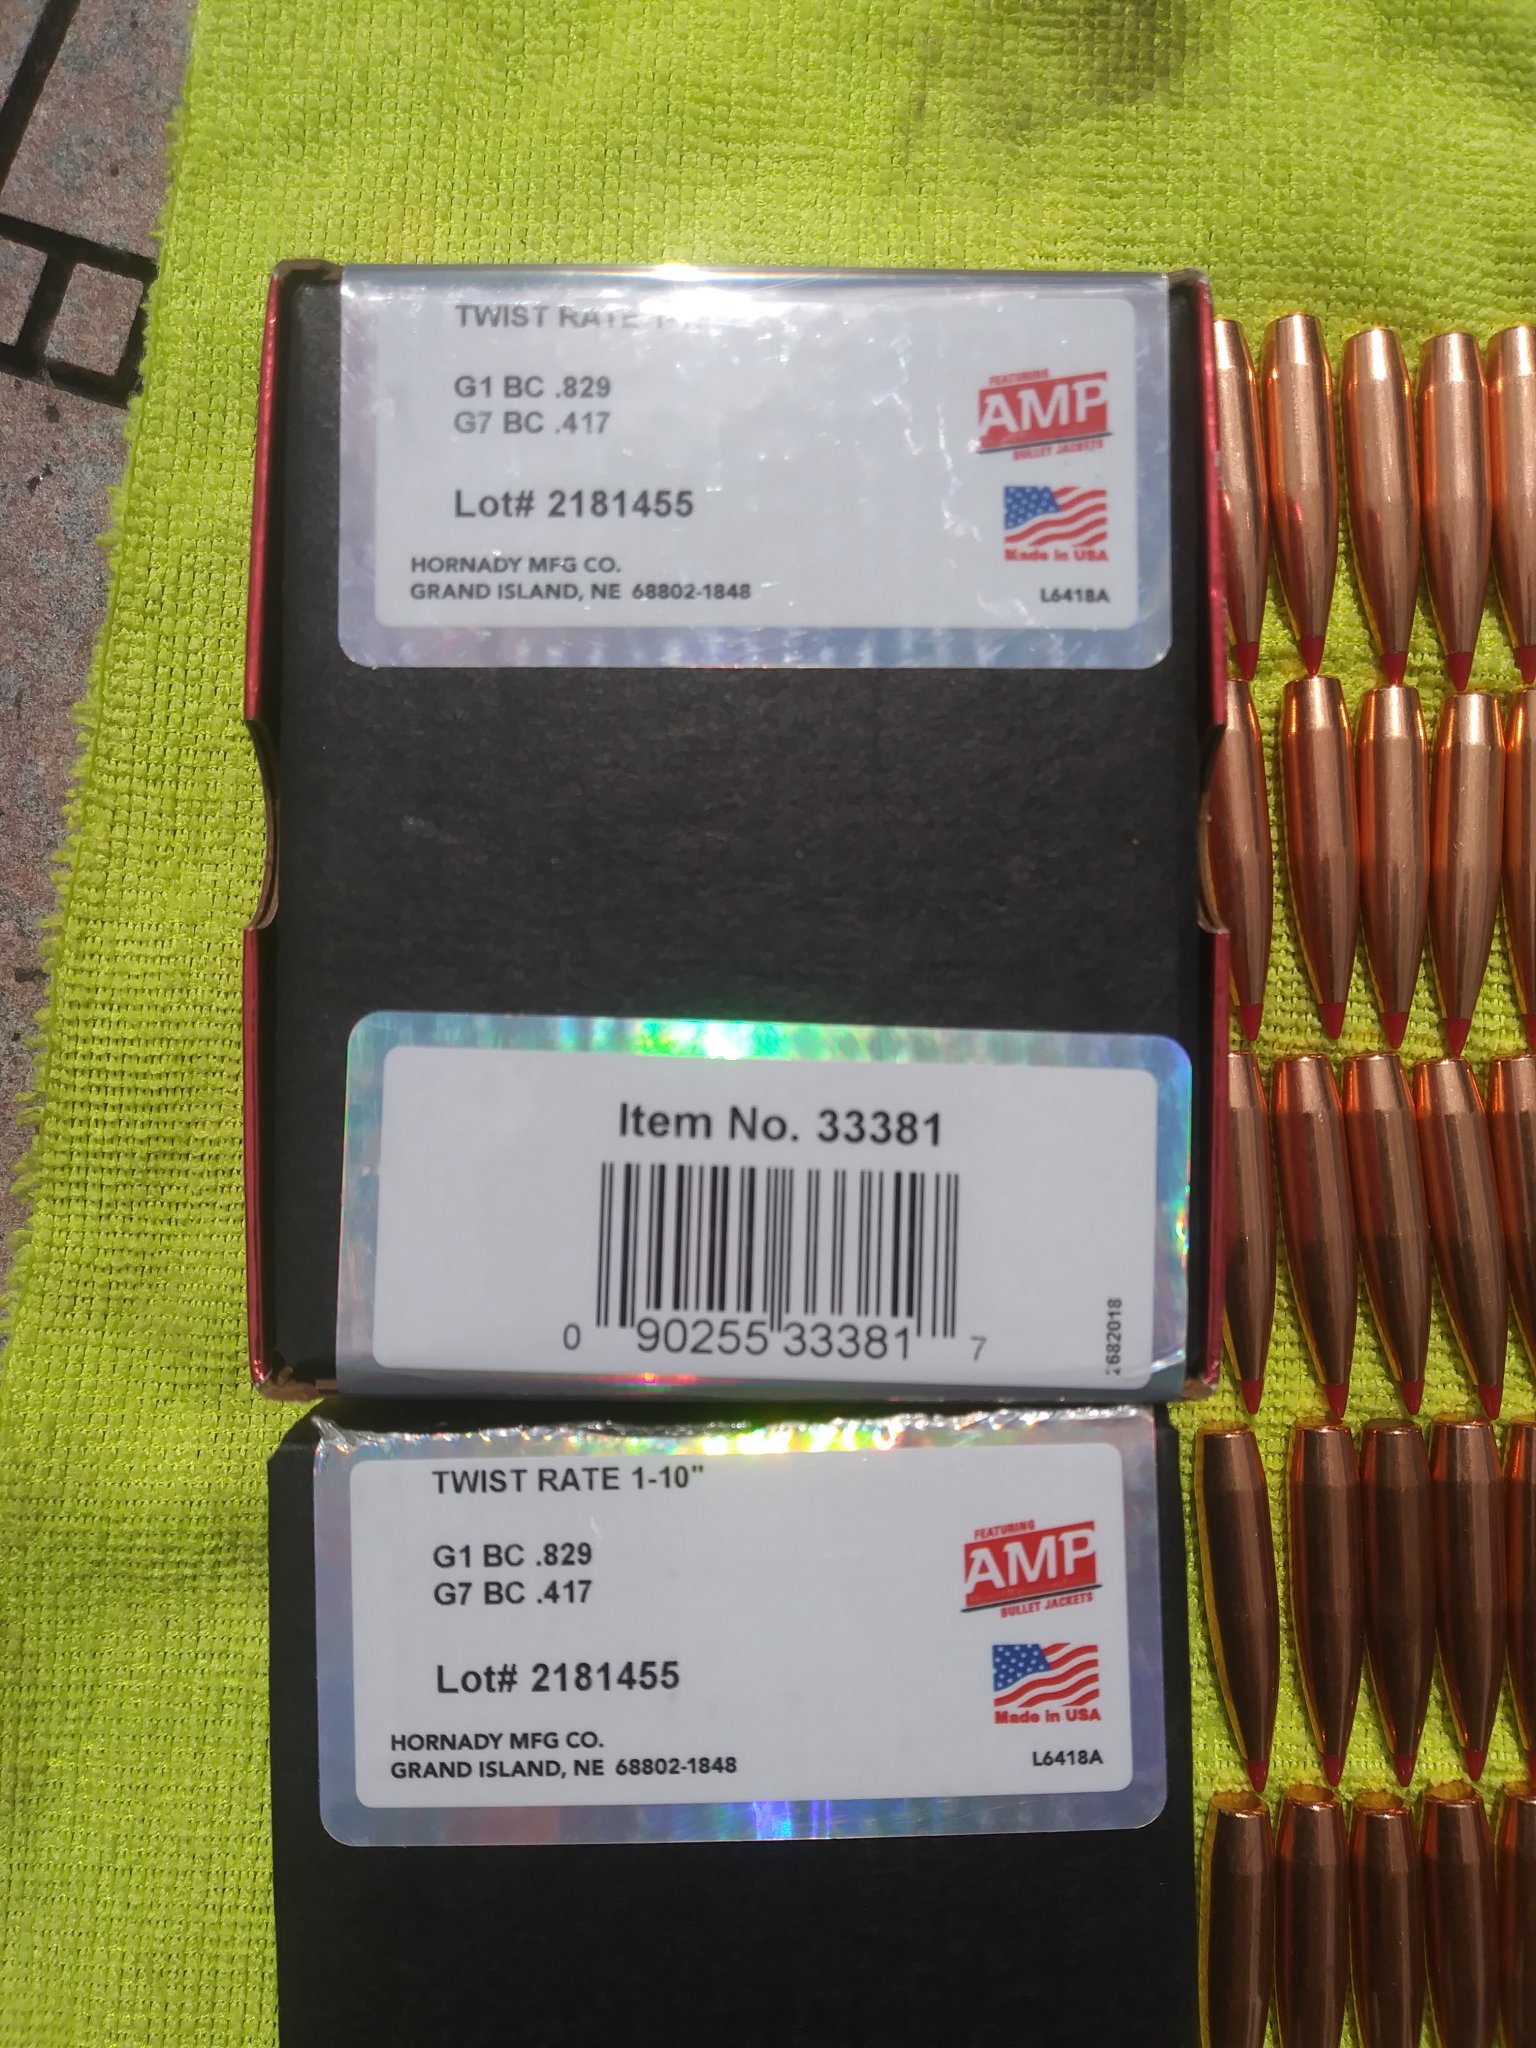 TWIST RATE
G1 BC .829
G7 BC .417
FEATURING
AMP
BULLET JACKETS
Lot# 2181455
Made in USA
HORNADY MFG CO.
GRAND ISLAND, NE 68802-1848
L6418A
Item No. 33381
0 90255 33381 7
2682018
TWIST RATE 1-10"
G1 BC .829
G7 BC .417
FEATURING
AMP
BULLET JACKETS
Lot# 2181455
Made in USA
HORNADY MFG CO.
GRAND ISLAND, NE 68802-1848
L6418A